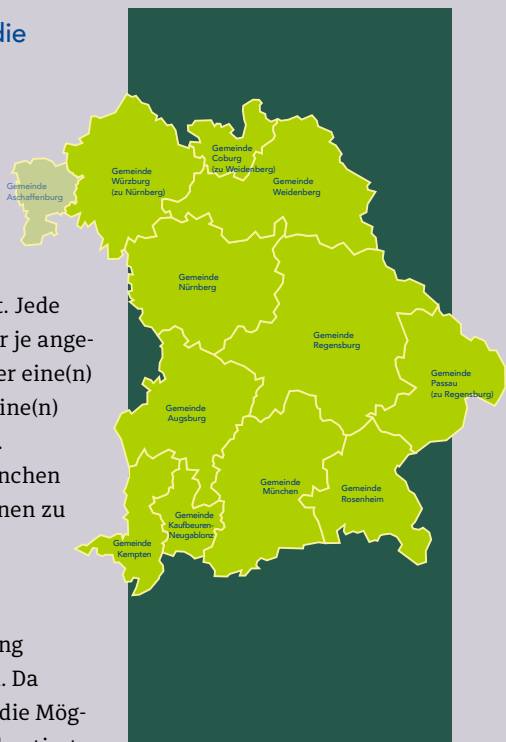 die
t. Jede
r je ange-
er eine(n)
ine(n)
.
nchen
nen zu
ng
. Da
die Mög-
Gemeinde
Aschaffenburg
Gemeinde
Würzburg
(zu Nürnberg)
Gemeinde
Coburg
(zu Weidenberg)
Gemeinde
Weidenberg
Gemeinde
Nürnberg
Gemeinde
Regensburg
Gemeinde
Passau
(zu Regensburg)
Gemeinde
Augsburg
Gemeinde
München
Gemeinde
Rosenheim
Gemeinde
Kaufbeuren-
Neugablonz
Gemeinde
Kempten